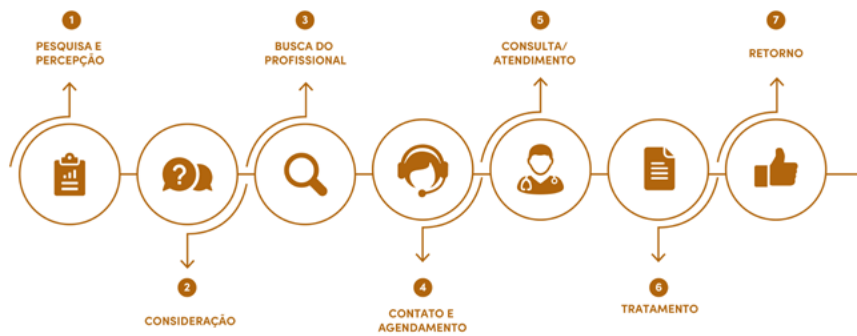 1
PESQUISA E
PERCEPÇÃO
2
CONSIDERAÇÃO
3
BUSCA DO
PROFISSIONAL
4
CONTATO E
AGENDAMENTO
5
CONSULTA/
ATENDIMENTO
6
TRATAMENTO
7
RETORNO
?